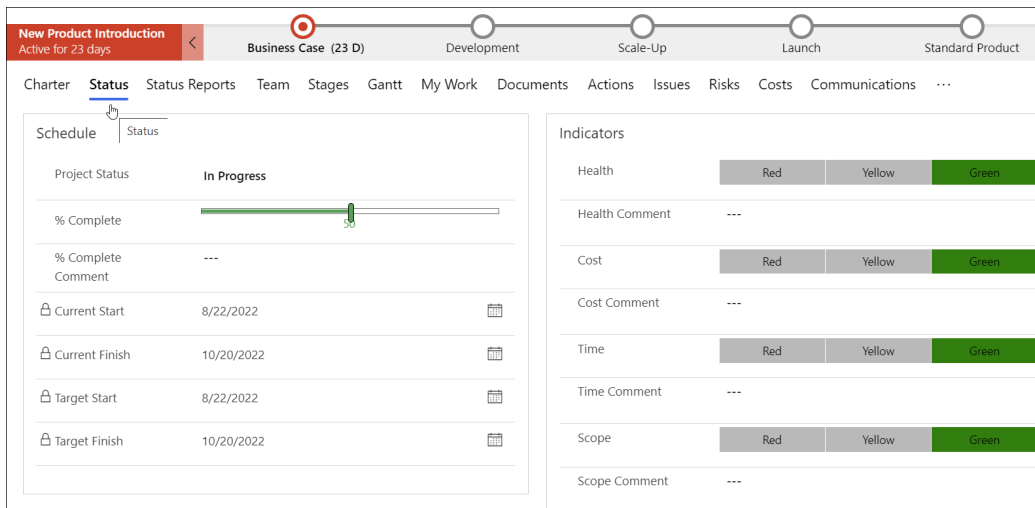 New Product Introduction
Active for 23 days
Business Case (23 D)
Development
Scale-Up
Launch
Standard Product
Charter Status Status Reports Team Stages Gantt My Work Documents Actions Issues Risks Costs Communications ...
Schedule
Status
Project Status
In Progress
% Complete
50
% Complete
Comment
---
Current Start
8/22/2022
Current Finish
10/20/2022
Target Start
8/22/2022
Target Finish
10/20/2022
Indicators
Health
Red Yellow Green
Health Comment
---
Cost
Red Yellow Green
Cost Comment
---
Time
Red Yellow Green
Time Comment
---
Scope
Red Yellow Green
Scope Comment
---